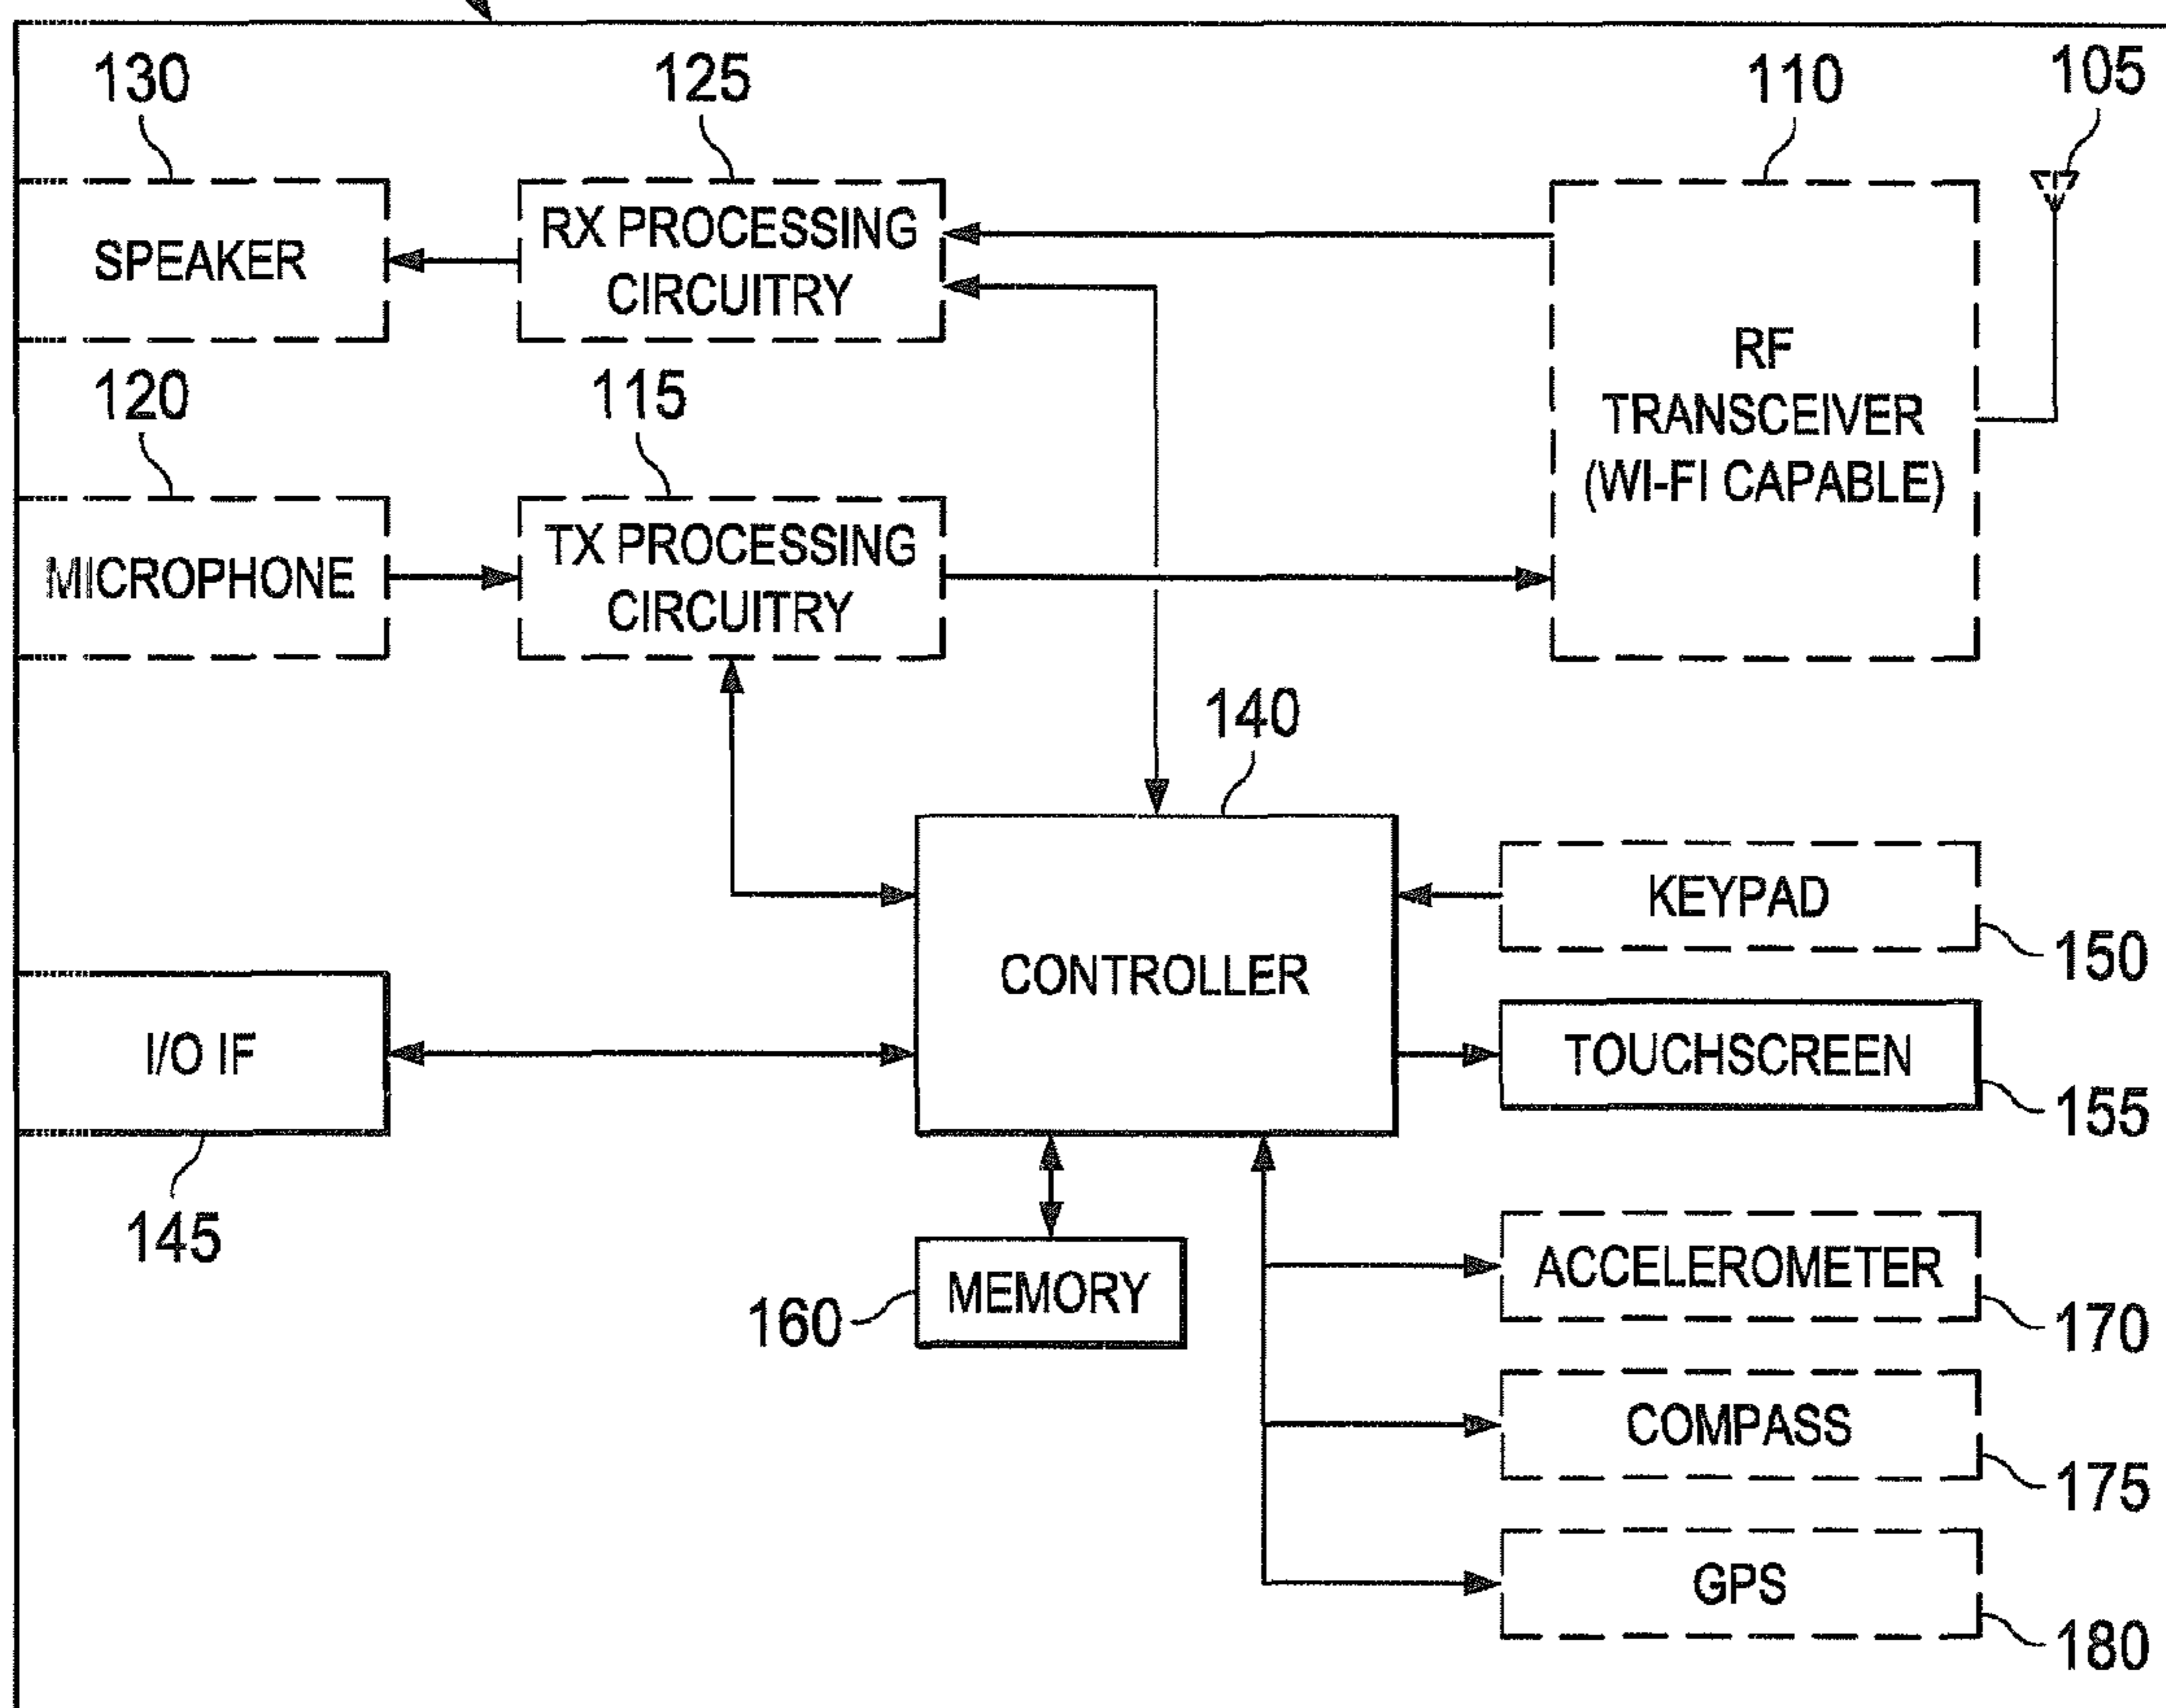 130
125
110
105
SPEAKER
RX PROCESSING
CIRCUITRY
RF
TRANSCEIVER
(WI-FI CAPABLE)
120
115
MICROPHONE
TX PROCESSING
CIRCUITRY
140
KEYPAD
150
CONTROLLER
I/O IF
TOUCHSCREEN
155
145
160
MEMORY
ACCELEROMETER
170
COMPASS
175
GPS
180